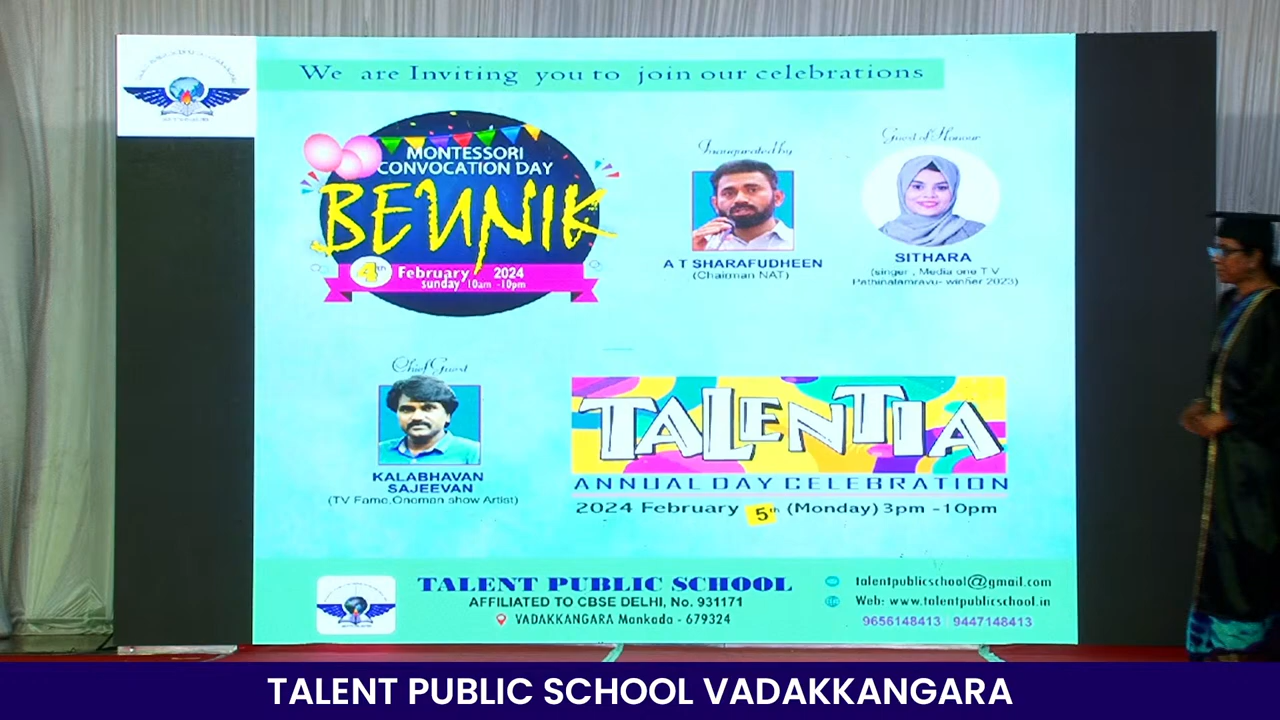 We are Inviting you to join our celebrations
MONTESSORI
CONVOCATION DAY
BEUNIK
4th February 2024
sunday 10am -10pm
Inaugurated by
A T SHARAFUDHEEN
(Chairman NAT)
Guest of Honour
SITHARA
(singer , Media one T V
Pathinalamravu- winner 2023)
Chief Guest
KALABHAVAN
SAJEEVAN
(TV Fame,Oneman show Artist)
TALENTIA
ANNUAL DAY CELEBRATION
2024 February 5th (Monday) 3pm -10pm
TALENT PUBLIC SCHOOL
AFFILIATED TO CBSE DELHI, No. 931171
VADAKKANGARA Mankada - 679324
talentpublicschool@gmail.com
Web: www.talentpublicschool.in
9656148413 9447148413
TALENT PUBLIC SCHOOL VADAKKANGARA